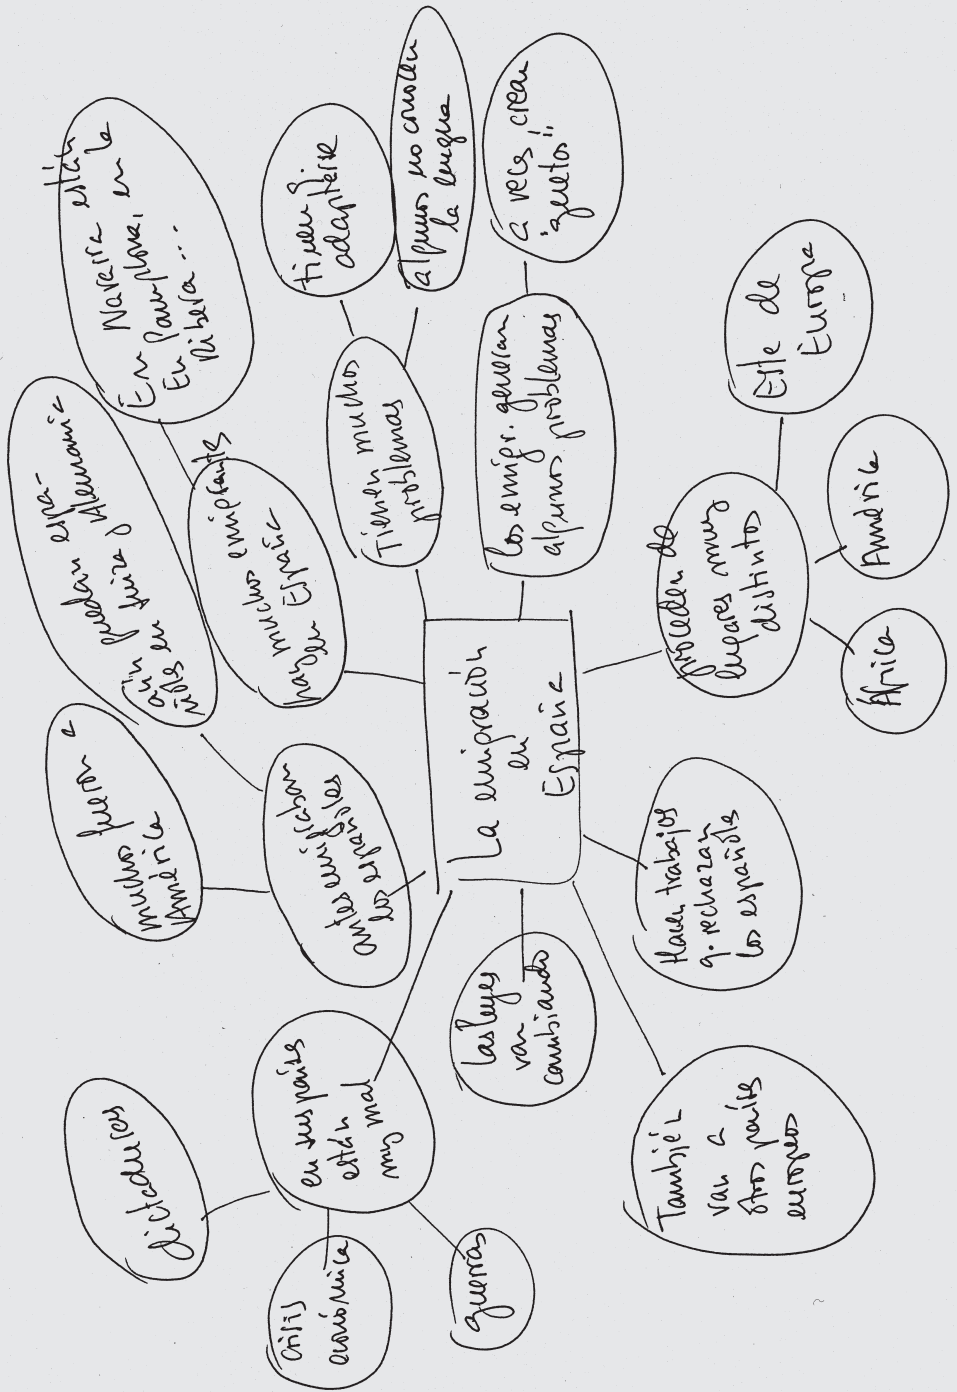 La emigración
en
España
antes emigraban
los españoles
muchos fueron a
América
aún quedan espa-
ñoles en Suiza y Alemania
hay muchos emigrantes
en España
En Navarra están
En Pamplona, en la
Ribera...
Tienen muchos
problemas
tienen q.
adaptarse
algunos no conocen
la lengua
los emigr. generan
algunos problemas
a veces crean
"guetos"
proceden de
lugares muy
distintos
Este de
Europa
América
África
Hacen trabajos
q. rechazan
los españoles
También
van a
otros países
europeos
las leyes
van
cambiando
en sus países
están
muy mal
dictaduras
crisis
económica
guerras